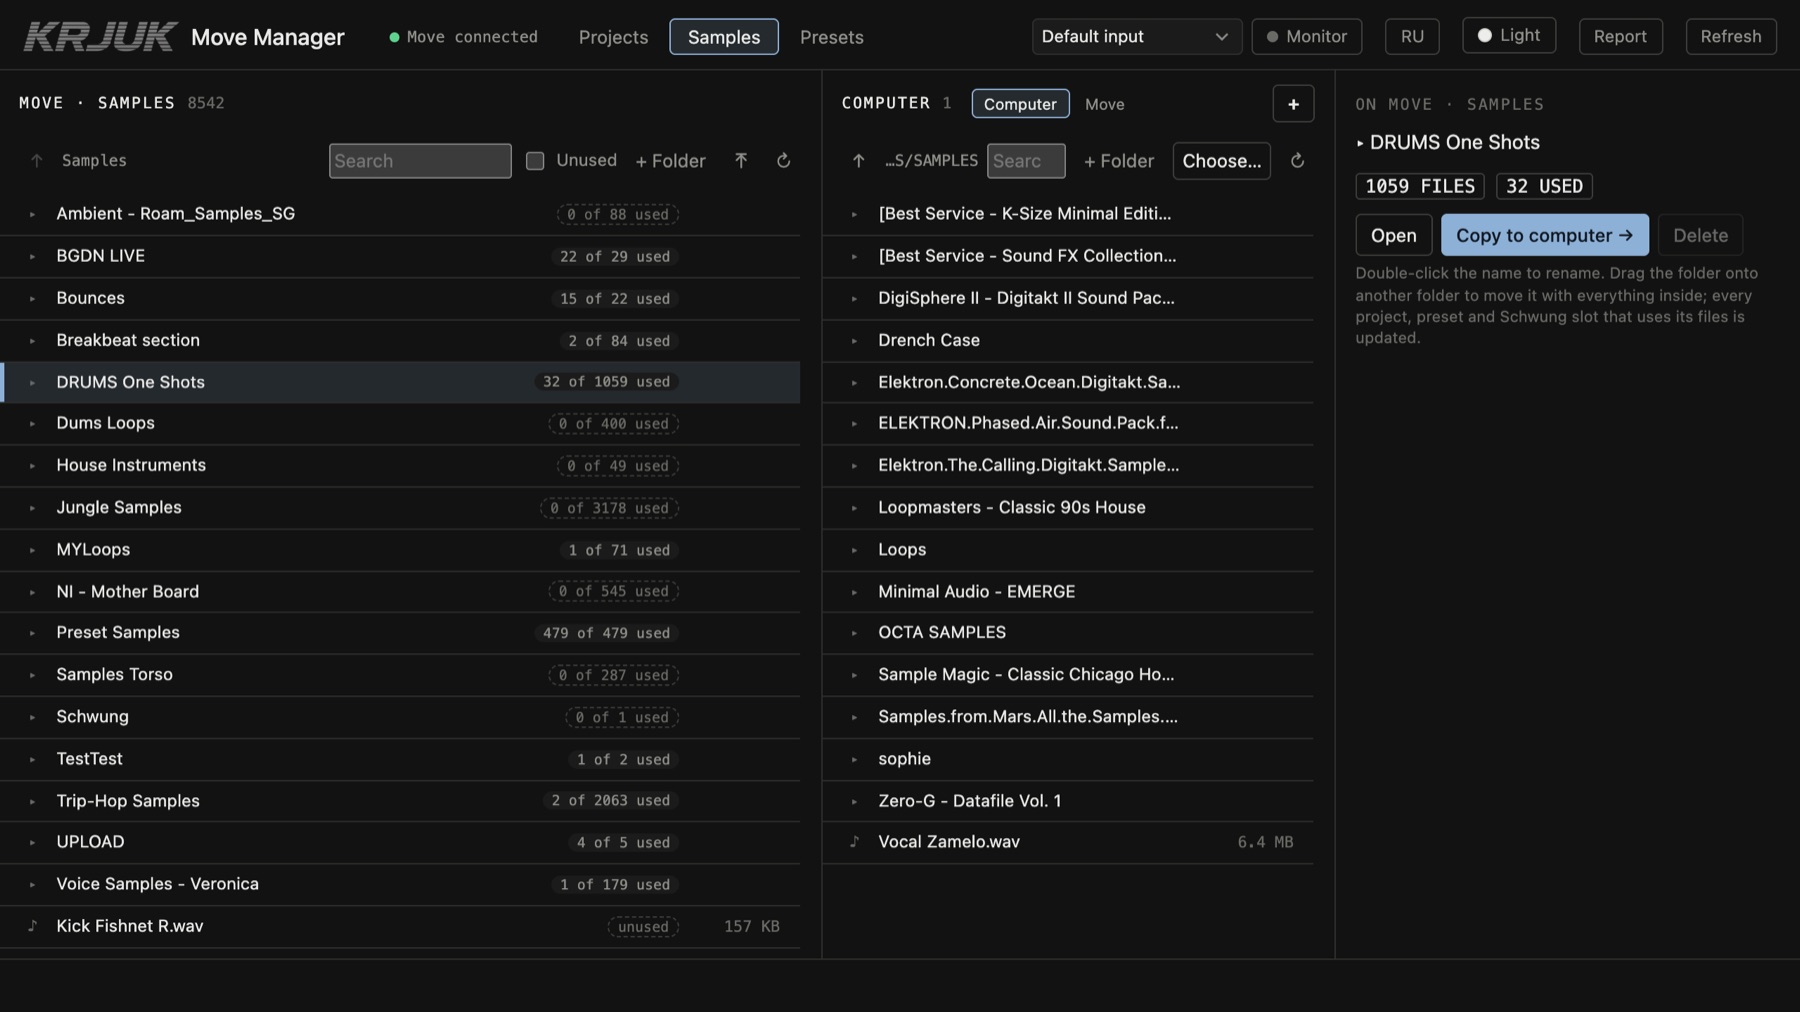 KRJUK Move Manager Move connected Projects Samples Presets Default input Monitor RU Light Report Refresh
MOVE · SAMPLES 8542
Samples Search Unused + Folder
Ambient - Roam_Samples_SG 0 of 88 used
BGDN LIVE 22 of 29 used
Bounces 15 of 22 used
Breakbeat section 2 of 84 used
DRUMS One Shots 32 of 1059 used
Dums Loops 0 of 400 used
House Instruments 0 of 49 used
Jungle Samples 0 of 3178 used
MYLoops 1 of 71 used
NI - Mother Board 0 of 545 used
Preset Samples 479 of 479 used
Samples Torso 0 of 287 used
Schwung 0 of 1 used
TestTest 1 of 2 used
Trip-Hop Samples 2 of 2063 used
UPLOAD 4 of 5 used
Voice Samples - Veronica 1 of 179 used
Kick Fishnet R.wav unused 157 KB
COMPUTER 1 Computer Move +
…S/SAMPLES Searc + Folder Choose...
[Best Service - K-Size Minimal Editi...
[Best Service - Sound FX Collection...
DigiSphere II - Digitakt II Sound Pac...
Drench Case
Elektron.Concrete.Ocean.Digitakt.Sa...
ELEKTRON.Phased.Air.Sound.Pack.f...
Elektron.The.Calling.Digitakt.Sample...
Loopmasters - Classic 90s House
Loops
Minimal Audio - EMERGE
OCTA SAMPLES
Sample Magic - Classic Chicago Ho...
Samples.from.Mars.All.the.Samples....
sophie
Zero-G - Datafile Vol. 1
Vocal Zamelo.wav 6.4 MB
ON MOVE · SAMPLES
DRUMS One Shots
1059 FILES 32 USED
Open Copy to computer → Delete
Double-click the name to rename. Drag the folder onto
another folder to move it with everything inside; every
project, preset and Schwung slot that uses its files is
updated.